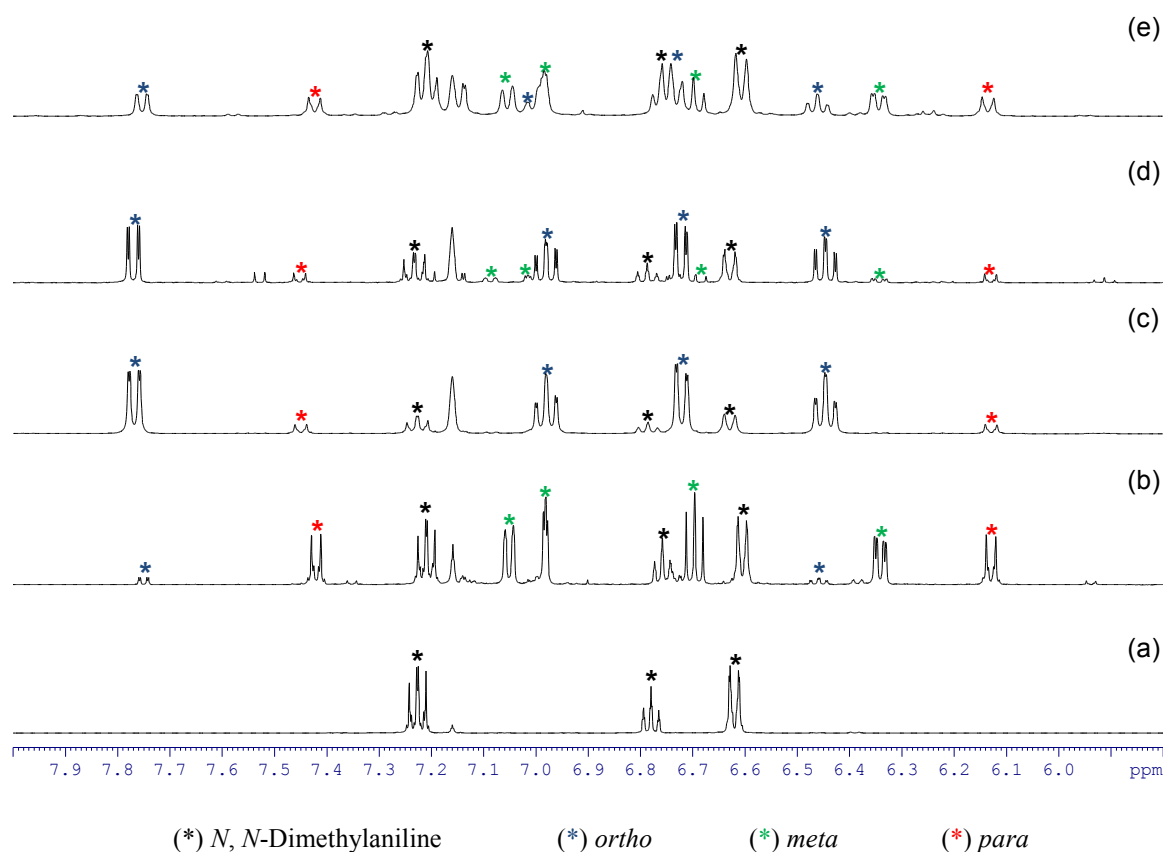 (e)
(d)
(c)
(b)
(a)
7.9 7.8 7.7 7.6 7.5 7.4 7.3 7.2 7.1 7.0 6.9 6.8 6.7 6.6 6.5 6.4 6.3 6.2 6.1 6.0 ppm
(*) N, N-Dimethylaniline (*) ortho (*) meta (*) para